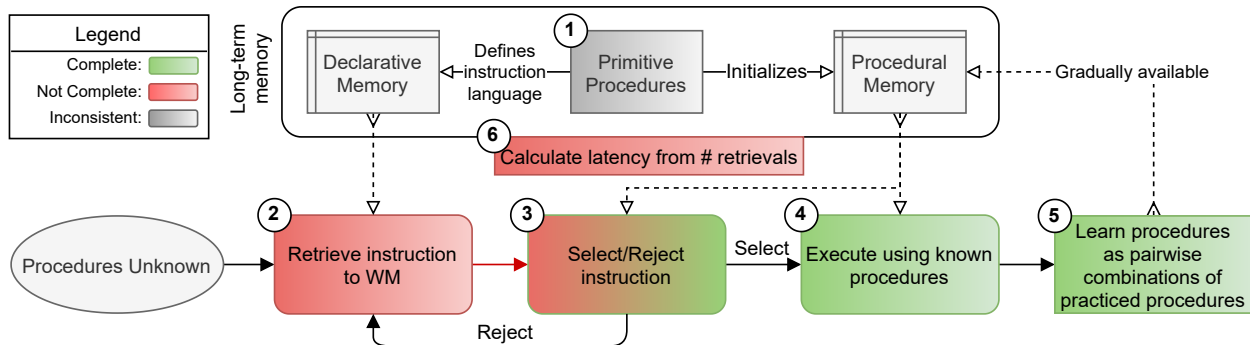 Legend
Complete:
Not Complete:
Inconsistent:
Long-term
memory
Declarative
Memory
Defines
instruction
language
1
Primitive
Procedures
Initializes
Procedural
Memory
Gradually available
6
Calculate latency from # retrievals
Procedures Unknown
2
Retrieve instruction
to WM
3
Select/Reject
instruction
Select
Reject
4
Execute using known
procedures
5
Learn procedures
as pairwise
combinations of
practiced procedures